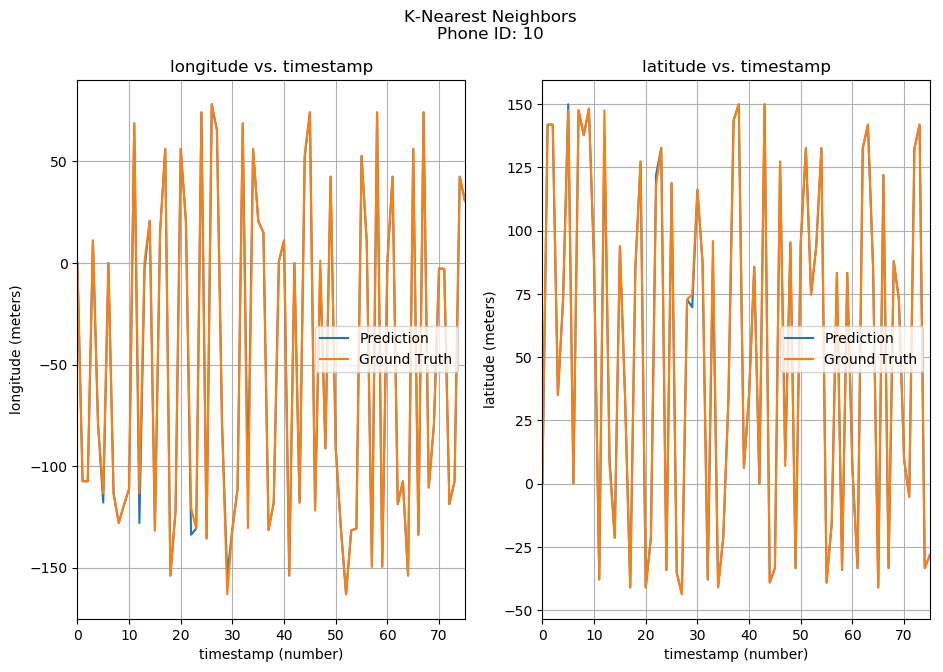 K-Nearest Neighbors
Phone ID: 10
longitude vs. timestamp
longitude (meters)
50
0
−50
−100
−150
0 10 20 30 40 50 60 70
timestamp (number)
Prediction
Ground Truth
latitude vs. timestamp
latitude (meters)
150
125
100
75
50
25
0
−25
−50
0 10 20 30 40 50 60 70
timestamp (number)
Prediction
Ground Truth